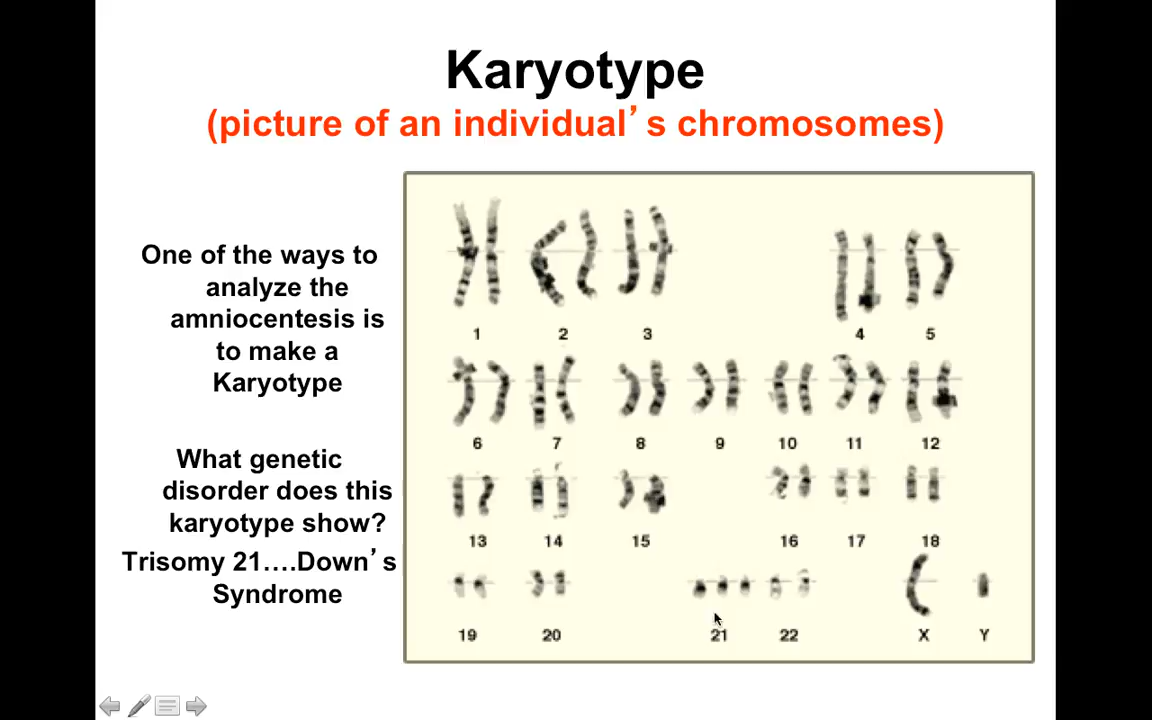 Karyotype
(picture of an individual’s chromosomes)
One of the ways to
analyze the
amniocentesis is
to make a
Karyotype
What genetic
disorder does this
karyotype show?
Trisomy 21....Down’s
Syndrome
1 2 3 4 5
6 7 8 9 10 11 12
13 14 15 16 17 18
19 20 21 22 X Y